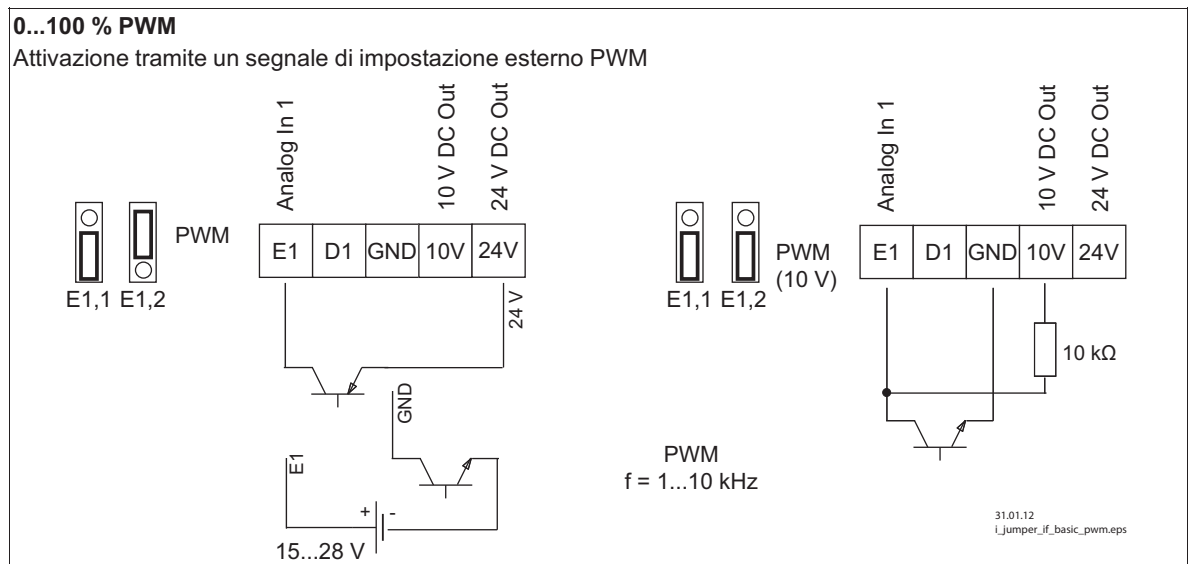 0...100 % PWM
Attivazione tramite un segnale di impostazione esterno PWM
Analog In 1
10 V DC Out
24 V DC Out
PWM
E1 D1 GND 10V 24V
E1,1 E1,2
24 V
GND
E1
+ -
15...28 V
Analog In 1
10 V DC Out
24 V DC Out
PWM
(10 V)
E1 D1 GND 10V 24V
E1,1 E1,2
10 kΩ
PWM
f = 1...10 kHz
31.01.12
i_jumper_if_basic_pwm.eps